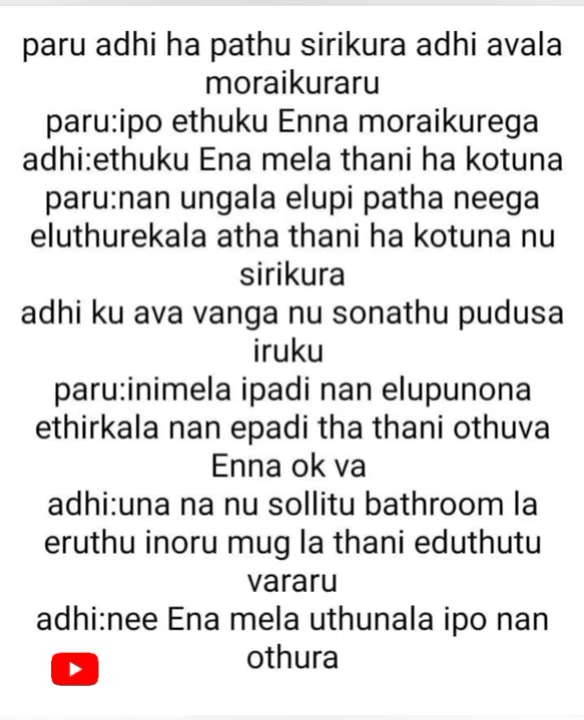 paru adhi ha pathu sirikura adhi avala
moraikuraru
paru:ipo ethuku Enna moraikurega
adhi:ethuku Ena mela thani ha kotuna
paru:nan ungala elupi patha neega
eluthurekala atha thani ha kotuna nu
sirikura
adhi ku ava vanga nu sonathu pudusa
iruku
paru:inimela ipadi nan elupunona
ethirkala nan epadi tha thani othuva
Enna ok va
adhi:una na nu sollitu bathroom la
eruthu inoru mug la thani eduthutu
vararu
adhi:nee Ena mela uthunala ipo nan
othura